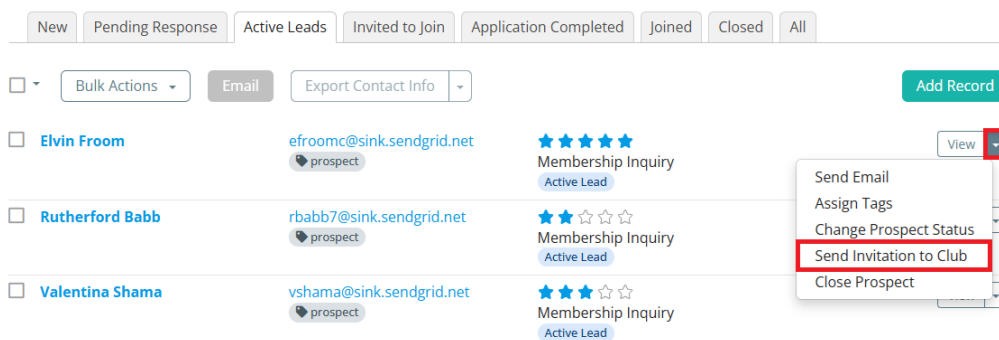 New Pending Response Active Leads Invited to Join Application Completed Joined Closed All
Bulk Actions Email Export Contact Info Add Record
Elvin Froom efroomc@sink.sendgrid.net View
prospect Membership Inquiry
Active Lead
Send Email
Assign Tags
Change Prospect Status
Send Invitation to Club
Close Prospect
Rutherford Babb rbabb7@sink.sendgrid.net
prospect Membership Inquiry
Active Lead
Valentina Shama vshama@sink.sendgrid.net
prospect Membership Inquiry
Active Lead